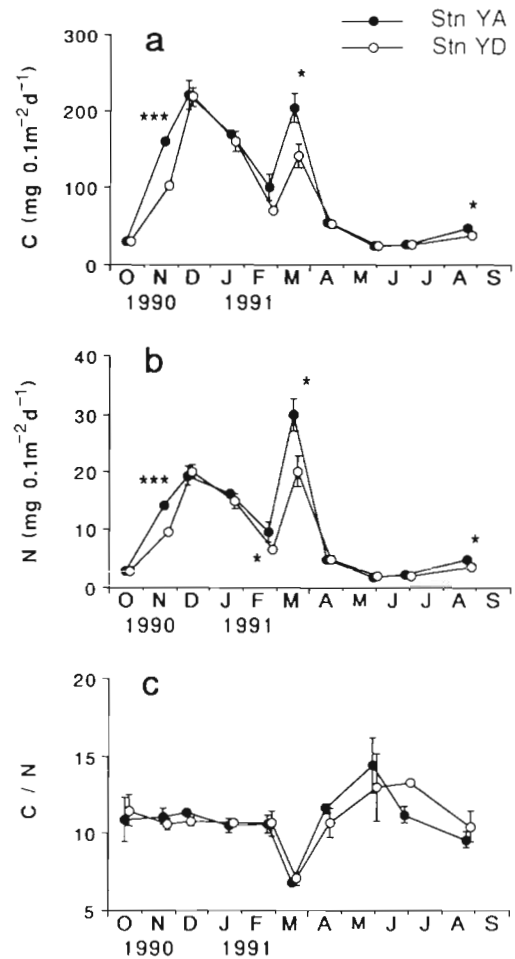 Stn YA
Stn YD
a
***
*
*
C (mg 0.1m⁻²d⁻¹)
300
200
100
0
O N D J F M A M J J A S
1990 1991
b
***
*
*
*
N (mg 0.1m⁻²d⁻¹)
40
30
20
10
0
O N D J F M A M J J A S
1990 1991
c
C / N
20
15
10
5
O N D J F M A M J J A S
1990 1991